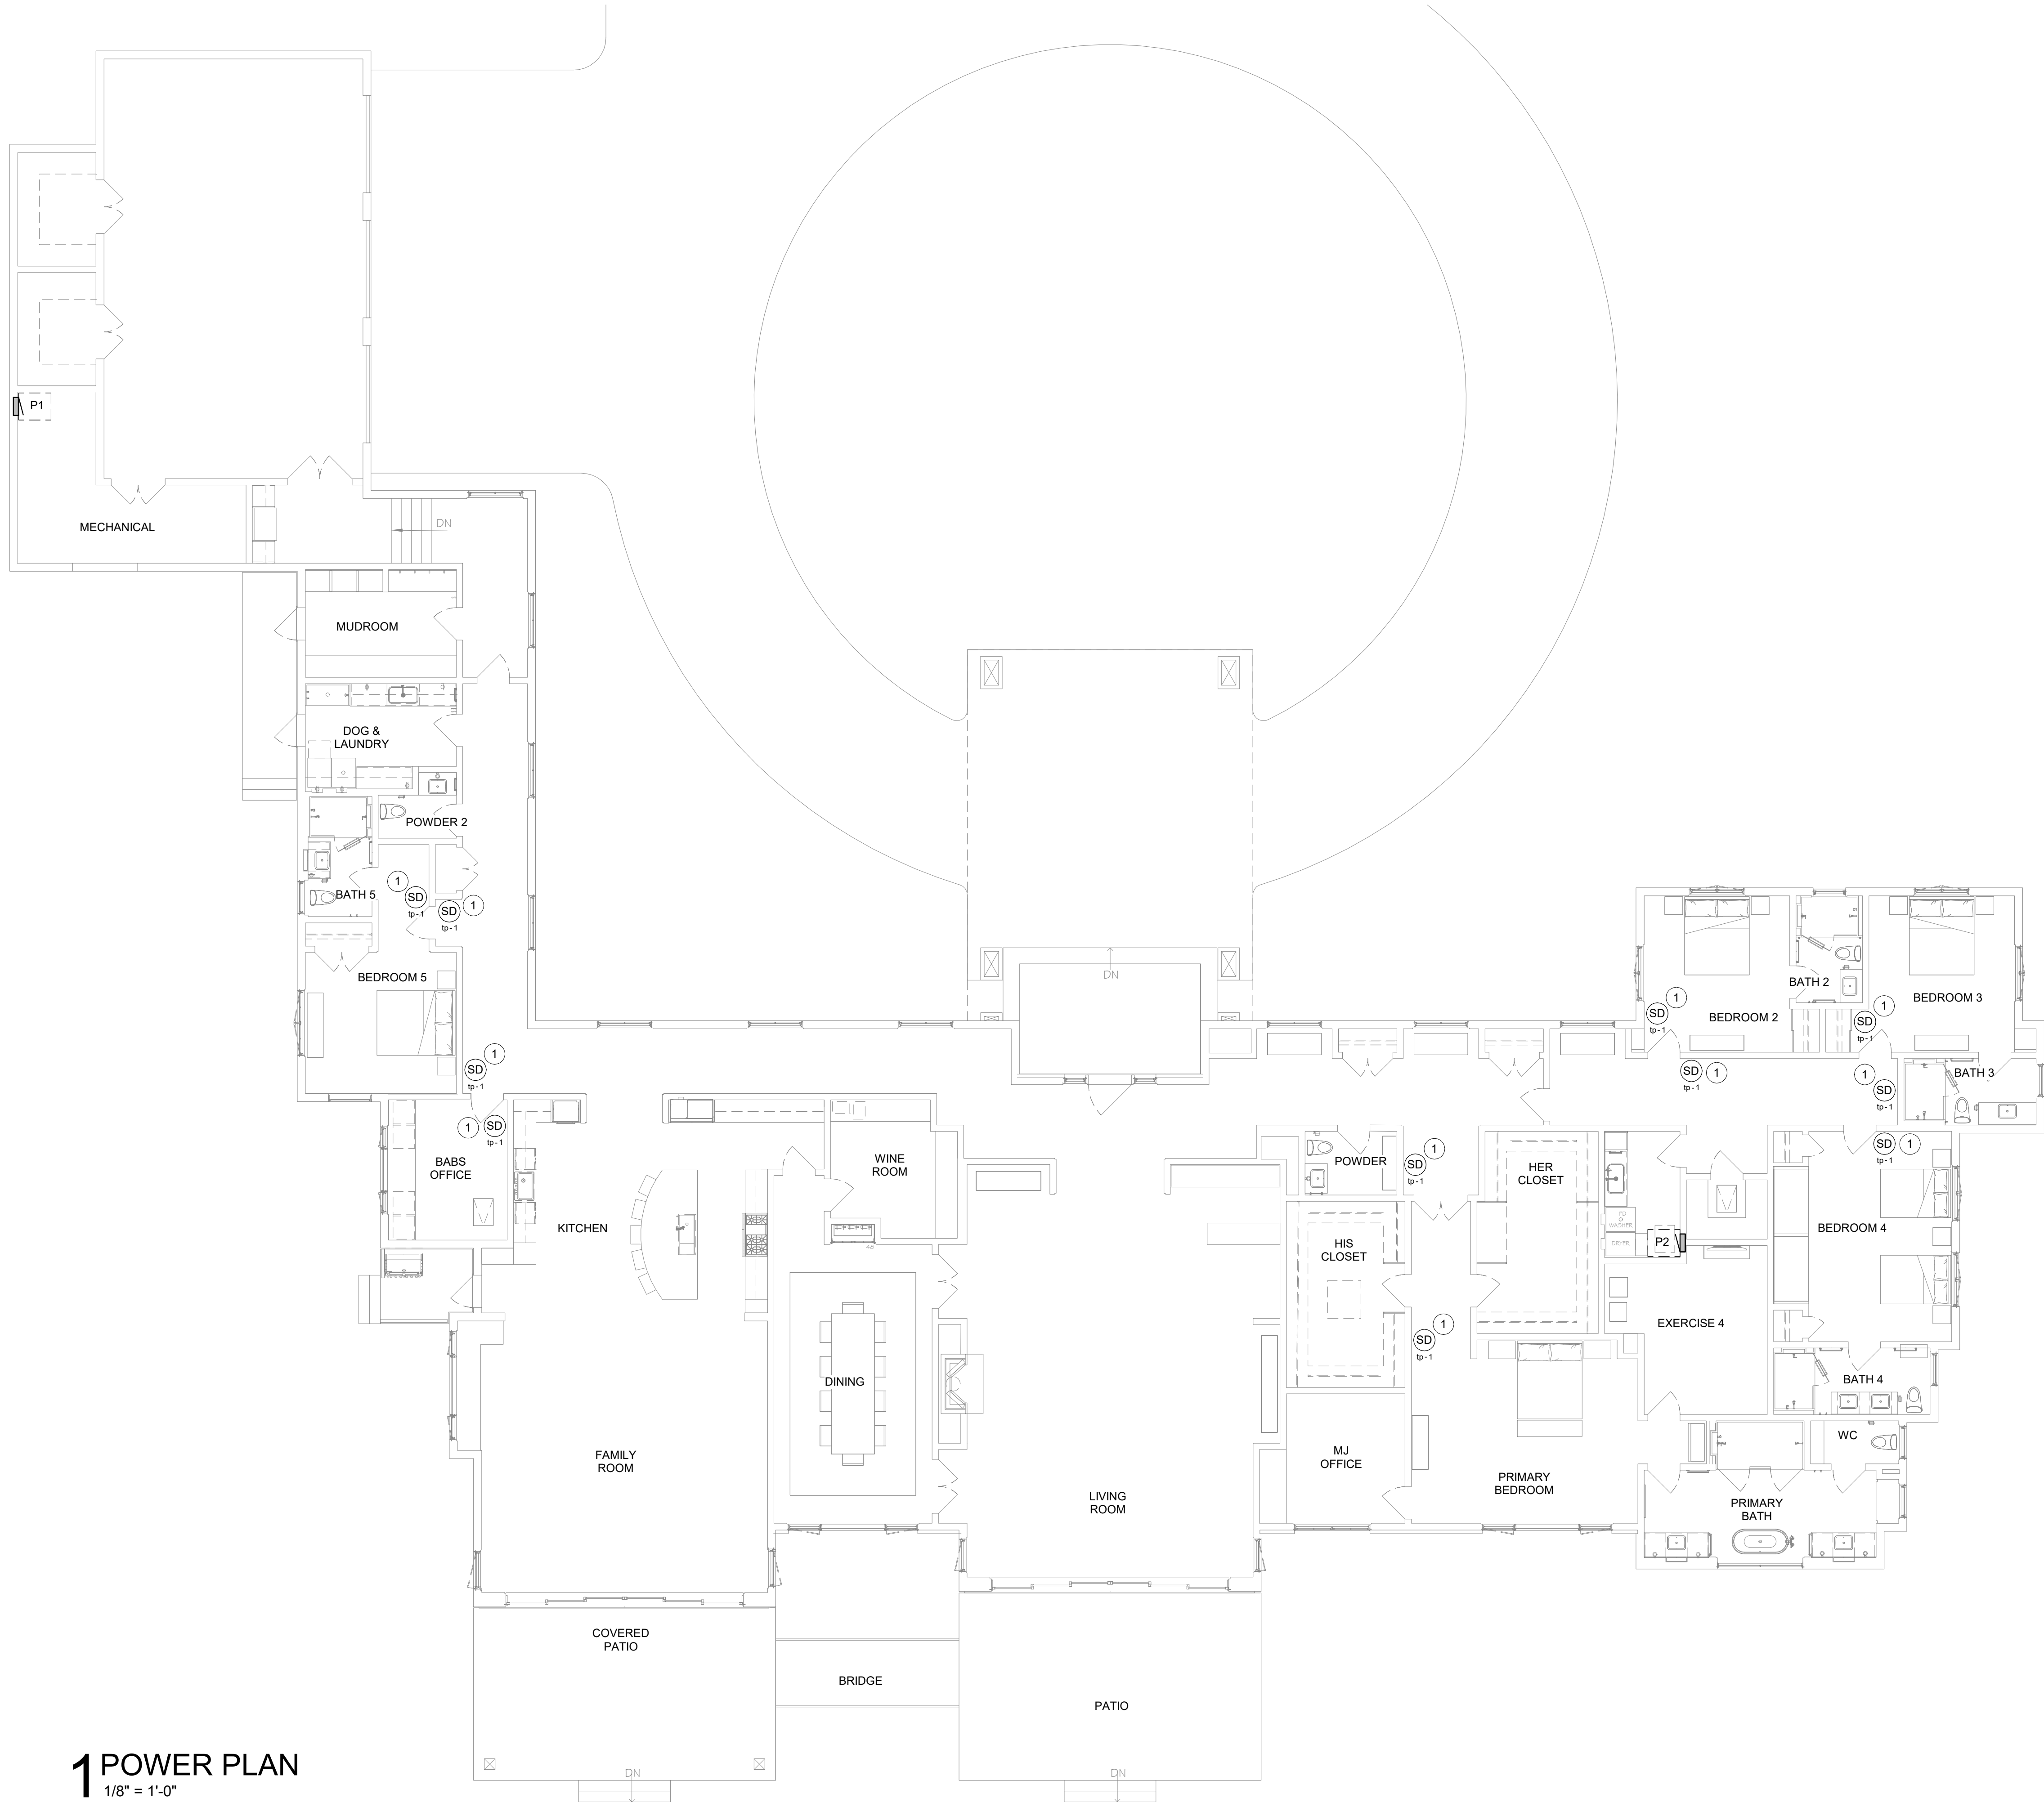 P1
MECHANICAL
DN
MUDROOM
DOG &
LAUNDRY
POWDER 2
BATH 5
1
SD
tp-1
SD
1
tp-1
BEDROOM 5
DN
1
SD
tp-1
1
SD
tp-1
BABS
OFFICE
KITCHEN
WINE
ROOM
DINING
FAMILY
ROOM
LIVING
ROOM
POWDER
1
SD
tp-1
HER
CLOSET
HIS
CLOSET
1
SD
tp-1
MJ
OFFICE
PRIMARY
BEDROOM
BATH 2
1
SD
tp-1
BEDROOM 2
BEDROOM 3
1
SD
tp-1
SD
1
tp-1
1
SD
tp-1
BATH 3
SD
1
tp-1
BEDROOM 4
WASHER
DRYER
P2
EXERCISE 4
BATH 4
WC
PRIMARY
BATH
COVERED
PATIO
BRIDGE
PATIO
DN
DN
1 POWER PLAN
1/8" = 1'-0"